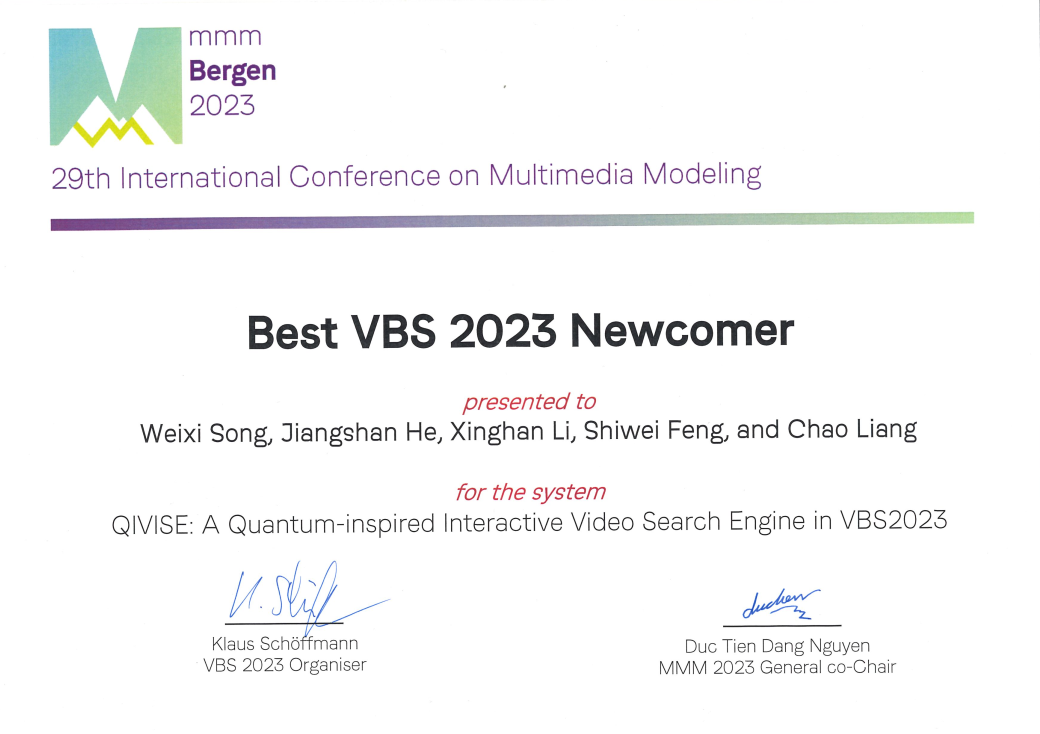 mmm
Bergen
2023
29th International Conference on Multimedia Modeling
Best VBS 2023 Newcomer
presented to
Weixi Song, Jiangshan He, Xinghan Li, Shiwei Feng, and Chao Liang
for the system
QIVISE: A Quantum-inspired Interactive Video Search Engine in VBS2023
Klaus Schöffmann
VBS 2023 Organiser
Duc Tien Dang Nguyen
MMM 2023 General co-Chair